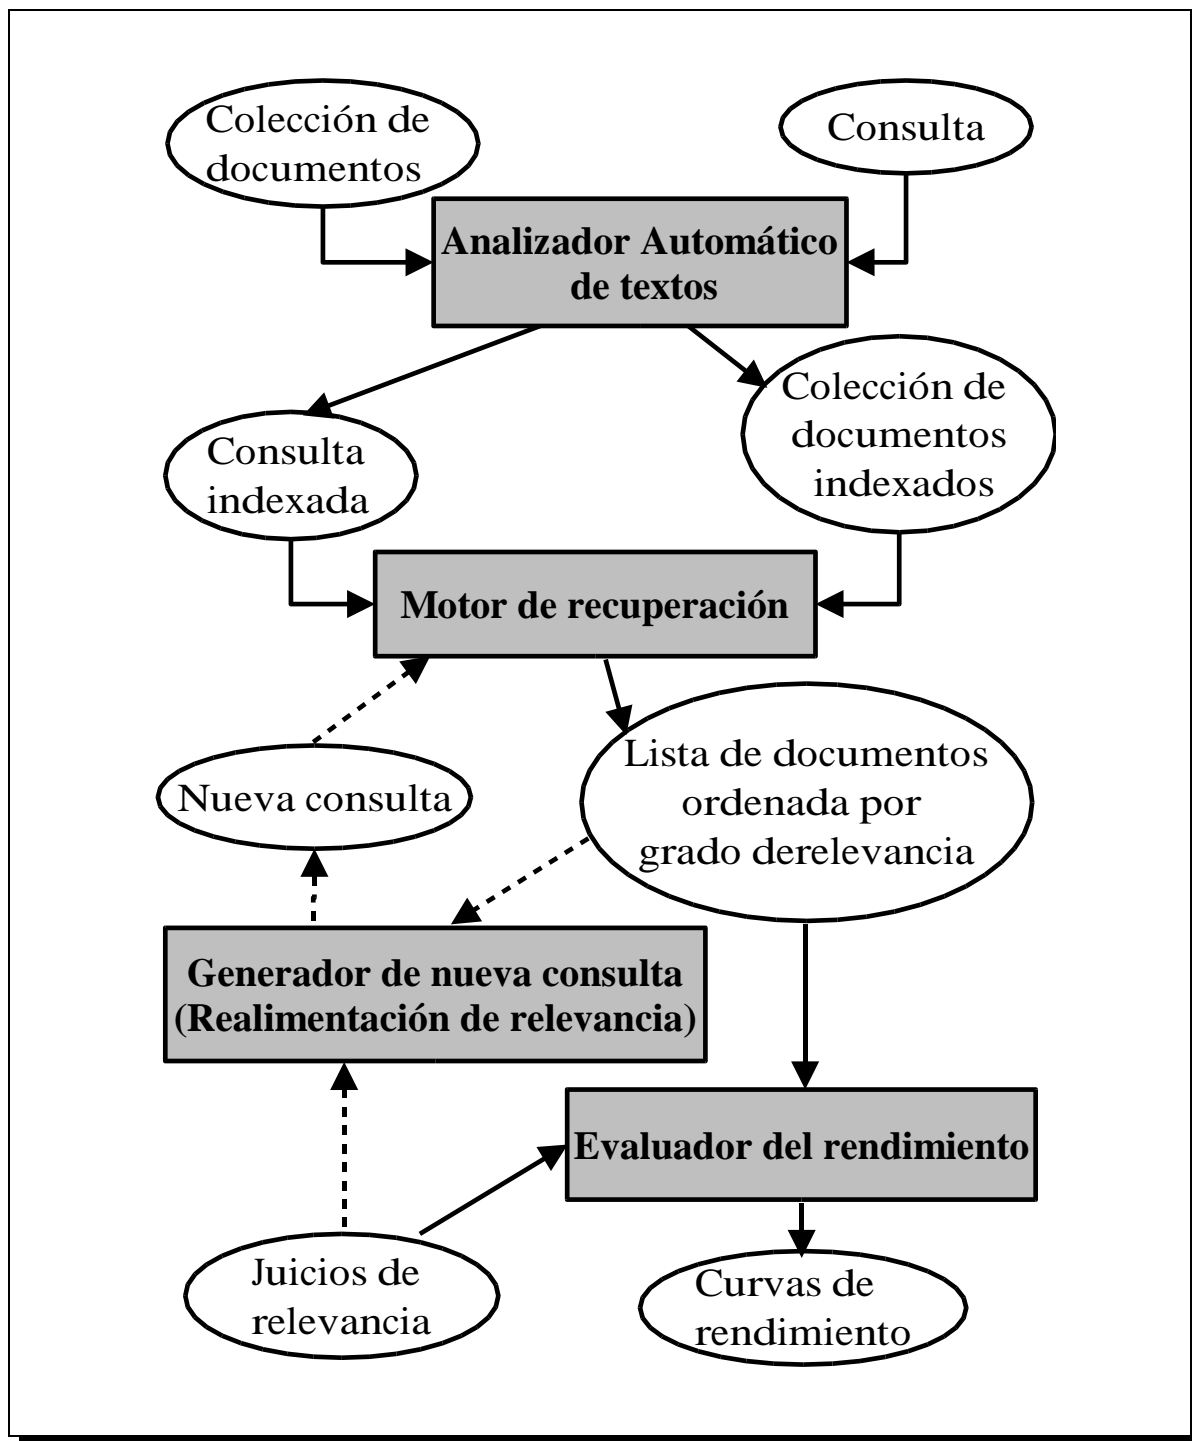 Colección de
documentos
Consulta
Analizador Automático
de textos
Colección de
documentos
indexados
Consulta
indexada
Motor de recuperación
Lista de documentos
ordenada por
grado derelevancia
Nueva consulta
Generador de nueva consulta
(Realimentación de relevancia)
Evaluador del rendimiento
Juicios de
relevancia
Curvas de
rendimiento